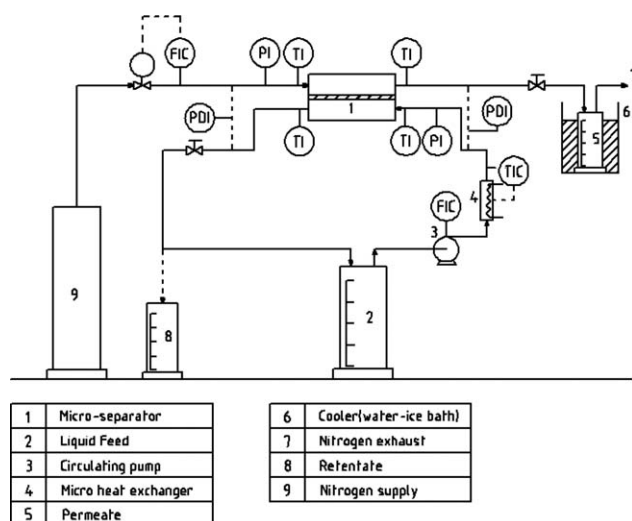 FIC PI TI TI 7
6
PDI 1 PDI 5
TI TI PI TIC
4
FIC
3
9 8 2
1 Micro-separator
2 Liquid Feed
3 Circulating pump
4 Micro heat exchanger
5 Permeate
6 Cooler(water-ice bath)
7 Nitrogen exhaust
8 Retentate
9 Nitrogen supply